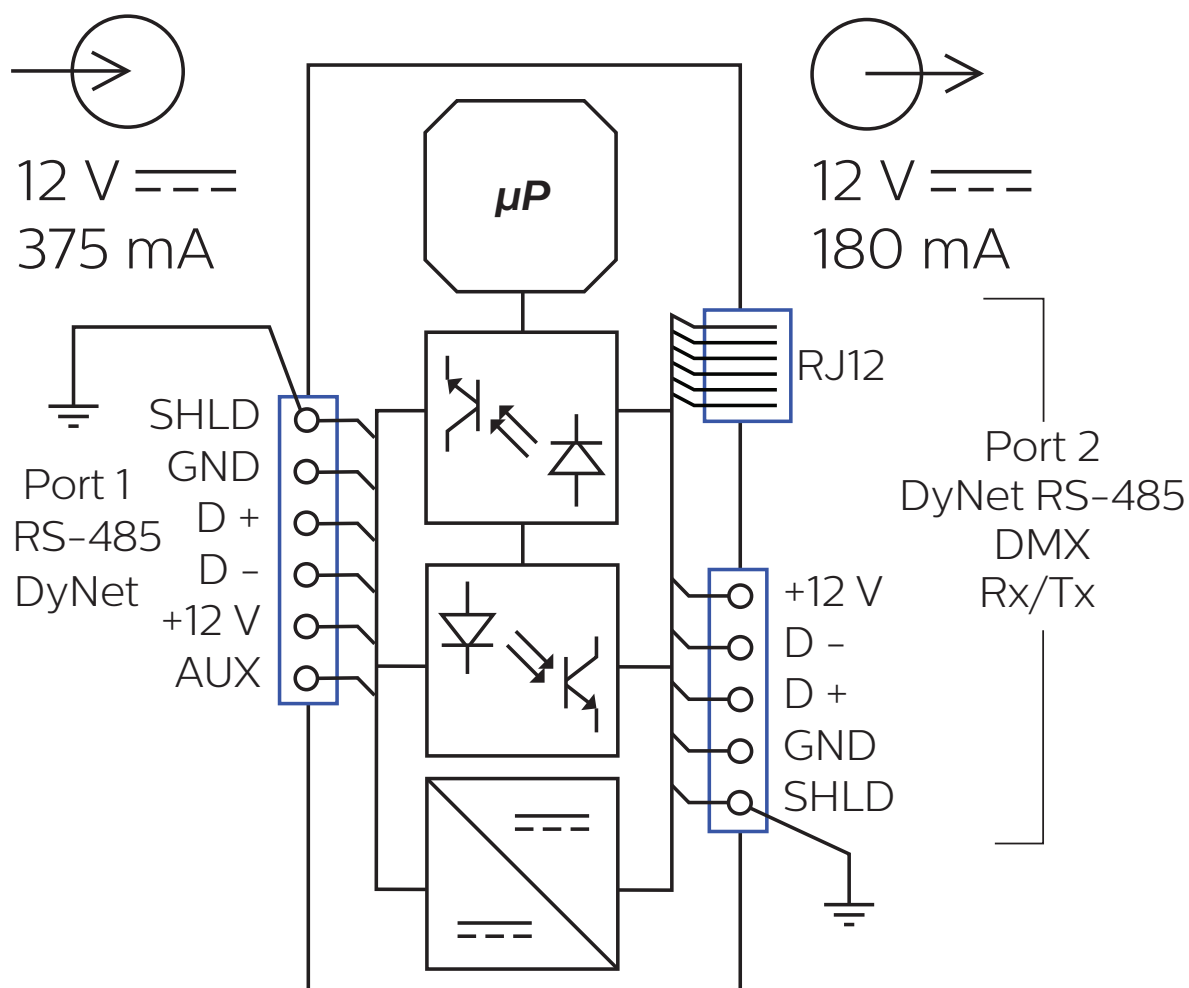 12 V
375 mA
12 V
180 mA
µP
RJ12
SHLD
GND
D +
D -
+12 V
AUX
Port 1
RS-485
DyNet
Port 2
DyNet RS-485
DMX
Rx/Tx
+12 V
D -
D +
GND
SHLD